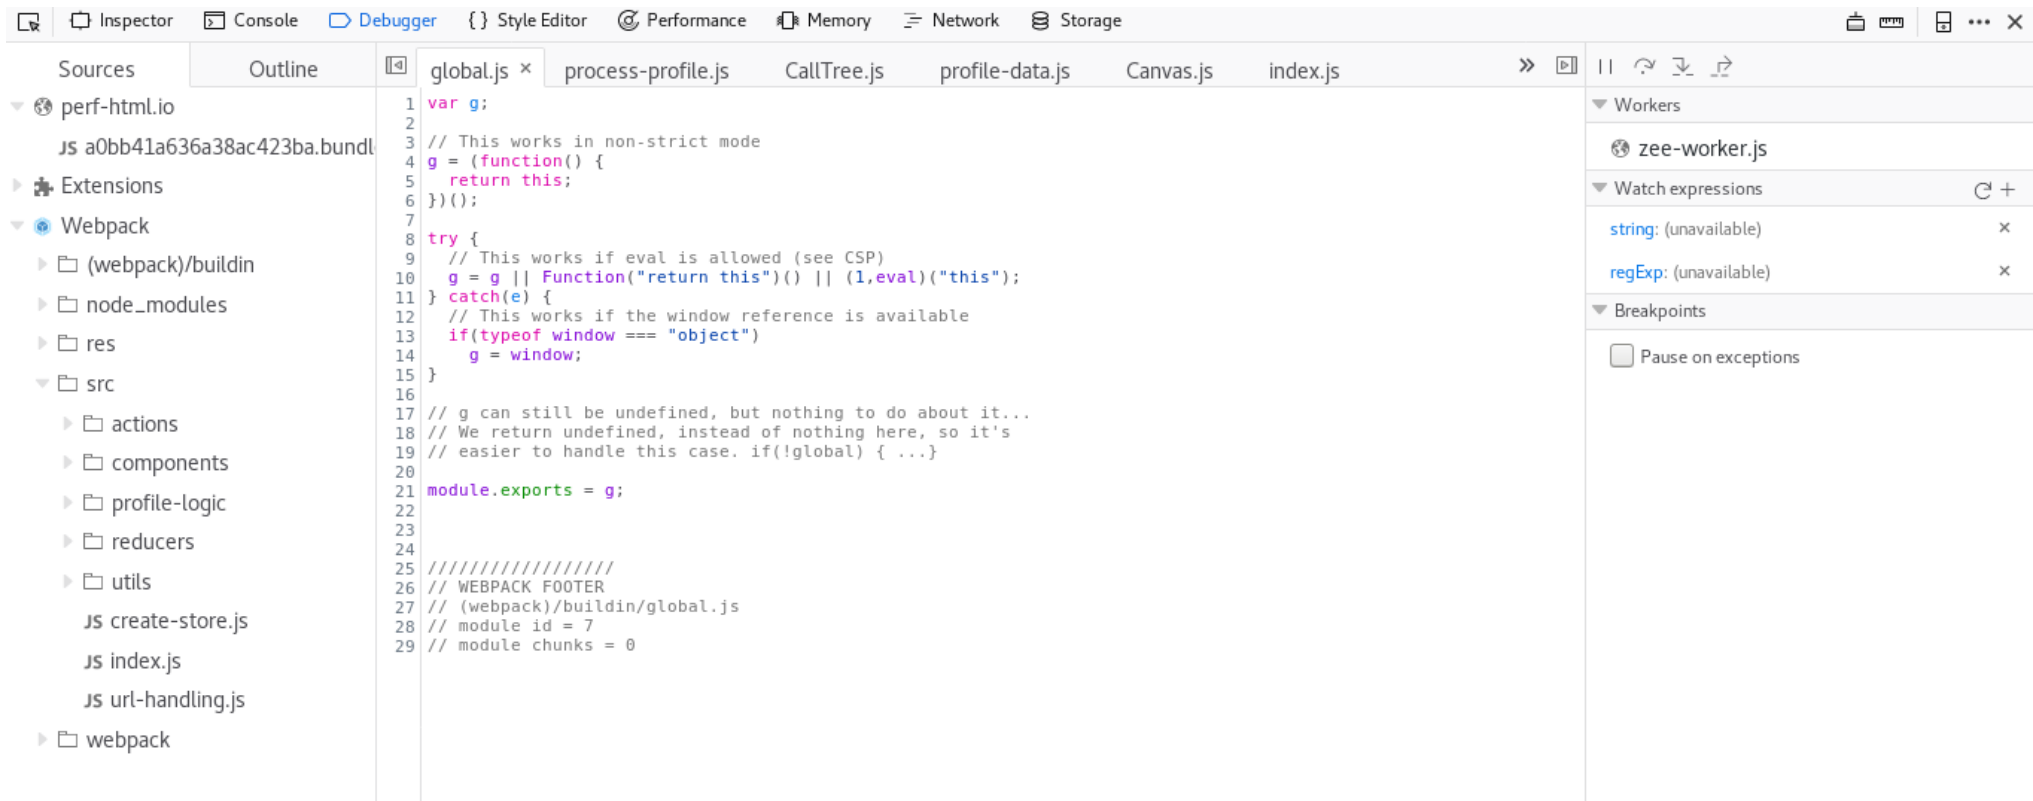 Inspector Console Debugger { } Style Editor Performance Memory Network Storage
Sources Outline
perf-html.io
JS a0bb41a636a38ac423ba.bundl
Extensions
Webpack
(webpack)/buildin
node_modules
res
src
actions
components
profile-logic
reducers
utils
JS create-store.js
JS index.js
JS url-handling.js
webpack
global.js × process-profile.js CallTree.js profile-data.js Canvas.js index.js »
1 var g;
2
3 // This works in non-strict mode
4 g = (function() {
5   return this;
6 })();
7
8 try {
9   // This works if eval is allowed (see CSP)
10   g = g || Function("return this")() || (1,eval)("this");
11 } catch(e) {
12   // This works if the window reference is available
13   if(typeof window === "object")
14     g = window;
15 }
16
17 // g can still be undefined, but nothing to do about it...
18 // We return undefined, instead of nothing here, so it's
19 // easier to handle this case. if(!global) { ...}
20
21 module.exports = g;
22
23
24
25 //////////////////
26 // WEBPACK FOOTER
27 // (webpack)/buildin/global.js
28 // module id = 7
29 // module chunks = 0
Workers
zee-worker.js
Watch expressions
string: (unavailable) ×
regExp: (unavailable) ×
Breakpoints
Pause on exceptions